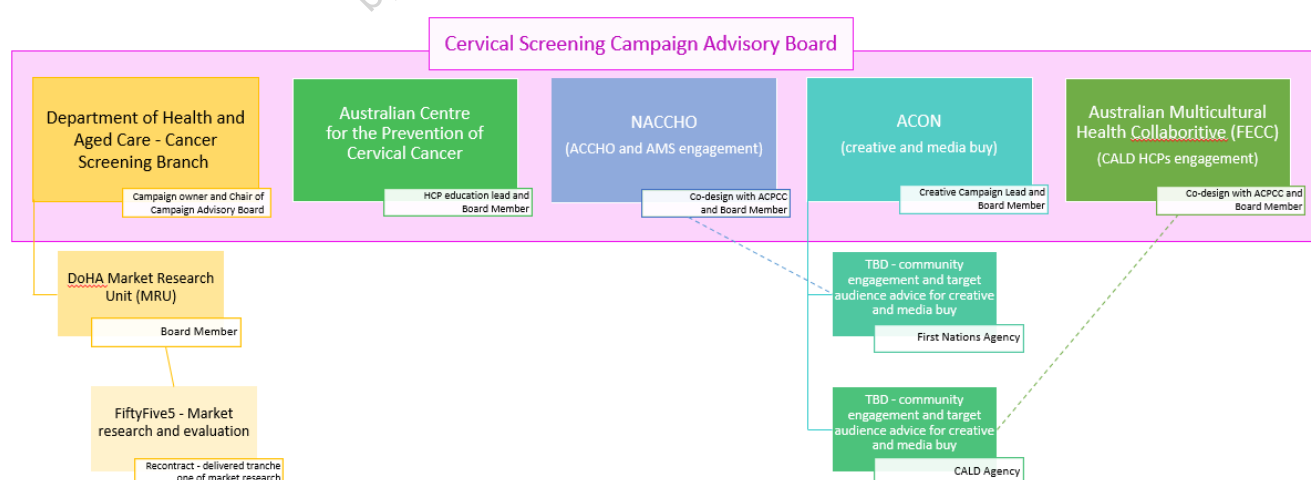 Cervical Screening Campaign Advisory Board
Department of Health and
Aged Care - Cancer
Screening Branch
Campaign owner and Chair of
Campaign Advisory Board
Australian Centre
for the Prevention of
Cervical Cancer
HCP education lead and
Board Member
NACCHO
(ACCHO and AMS engagement)
Co-design with ACPCC
and Board Member
ACON
(creative and media buy)
Creative Campaign Lead and
Board Member
Australian Multicultural
Health Collaboritive (FECC)
(CALD HCPs engagement)
Co-design with ACPCC and
Board Member
DoHA Market Research
Unit (MRU)
Board Member
TBD - community
engagement and target
audience advice for creative
and media buy
First Nations Agency
FiftyFive5 - Market
research and evaluation
Recontract - delivered tranche
one of market research
TBD - community
engagement and target
audience advice for creative
and media buy
CALD Agency